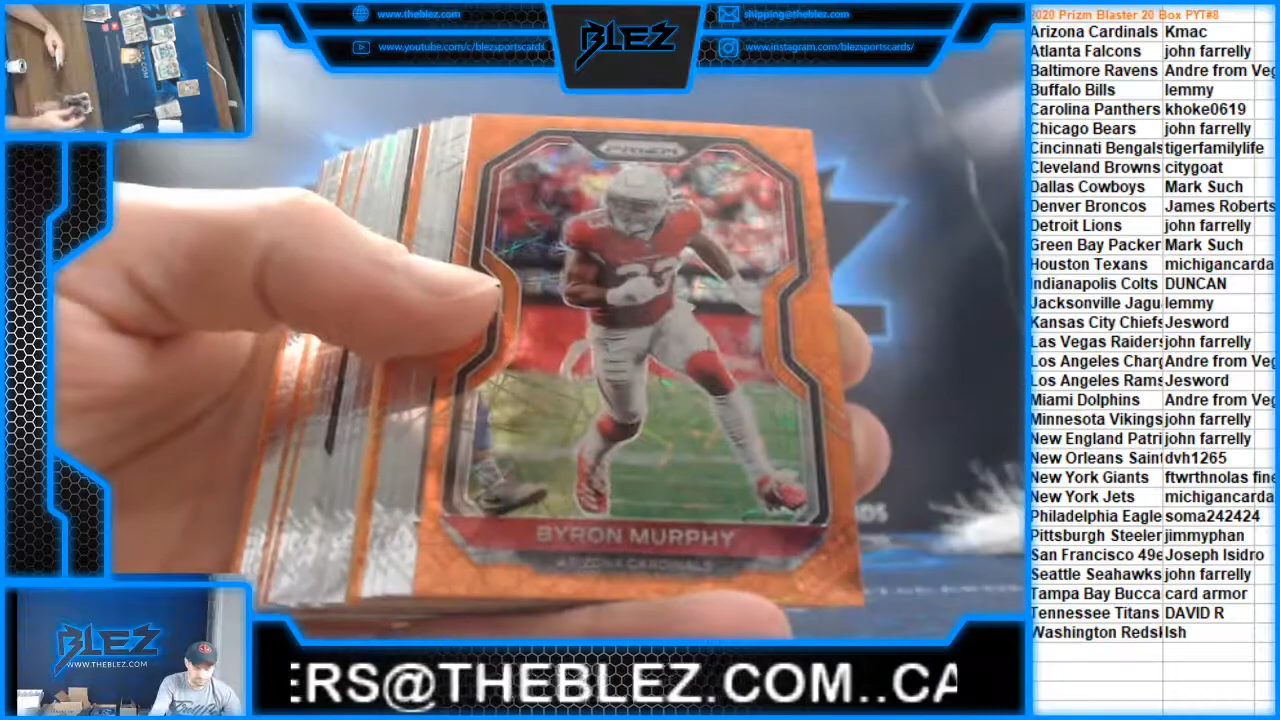 www.theblez.com
www.youtube.com/c/blezsportscards
BLEZ
shipping@theblez.com
www.instagram.com/blezsportscards/
PRIZM
BYRON MURPHY
ARIZONA CARDINALS
BLEZ
WWW.THEBLEZ.COM
ERS@THEBLEZ.COM..CA
2020 Prizm Blaster 20 Box PYT#8
Arizona Cardinals Kmac
Atlanta Falcons john farrelly
Baltimore Ravens Andre from Veg
Buffalo Bills lemmy
Carolina Panthers khoke0619
Chicago Bears john farrelly
Cincinnati Bengals tigerfamilylife
Cleveland Browns citygoat
Dallas Cowboys Mark Such
Denver Broncos James Roberts
Detroit Lions john farrelly
Green Bay Packer Mark Such
Houston Texans michigancarda
Indianapolis Colts DUNCAN
Jacksonville Jagu lemmy
Kansas City Chiefs Jesword
Las Vegas Raiders john farrelly
Los Angeles Charg Andre from Veg
Los Angeles Rams Jesword
Miami Dolphins Andre from Veg
Minnesota Vikings john farrelly
New England Patri john farrelly
New Orleans Saint dvh1265
New York Giants ftwrthnolas fine
New York Jets michigancarda
Philadelphia Eagle soma242424
Pittsburgh Steeler jimmyphan
San Francisco 49e Joseph Isidro
Seattle Seahawks john farrelly
Tampa Bay Bucca card armor
Tennessee Titans DAVID R
Washington Redsk Ish